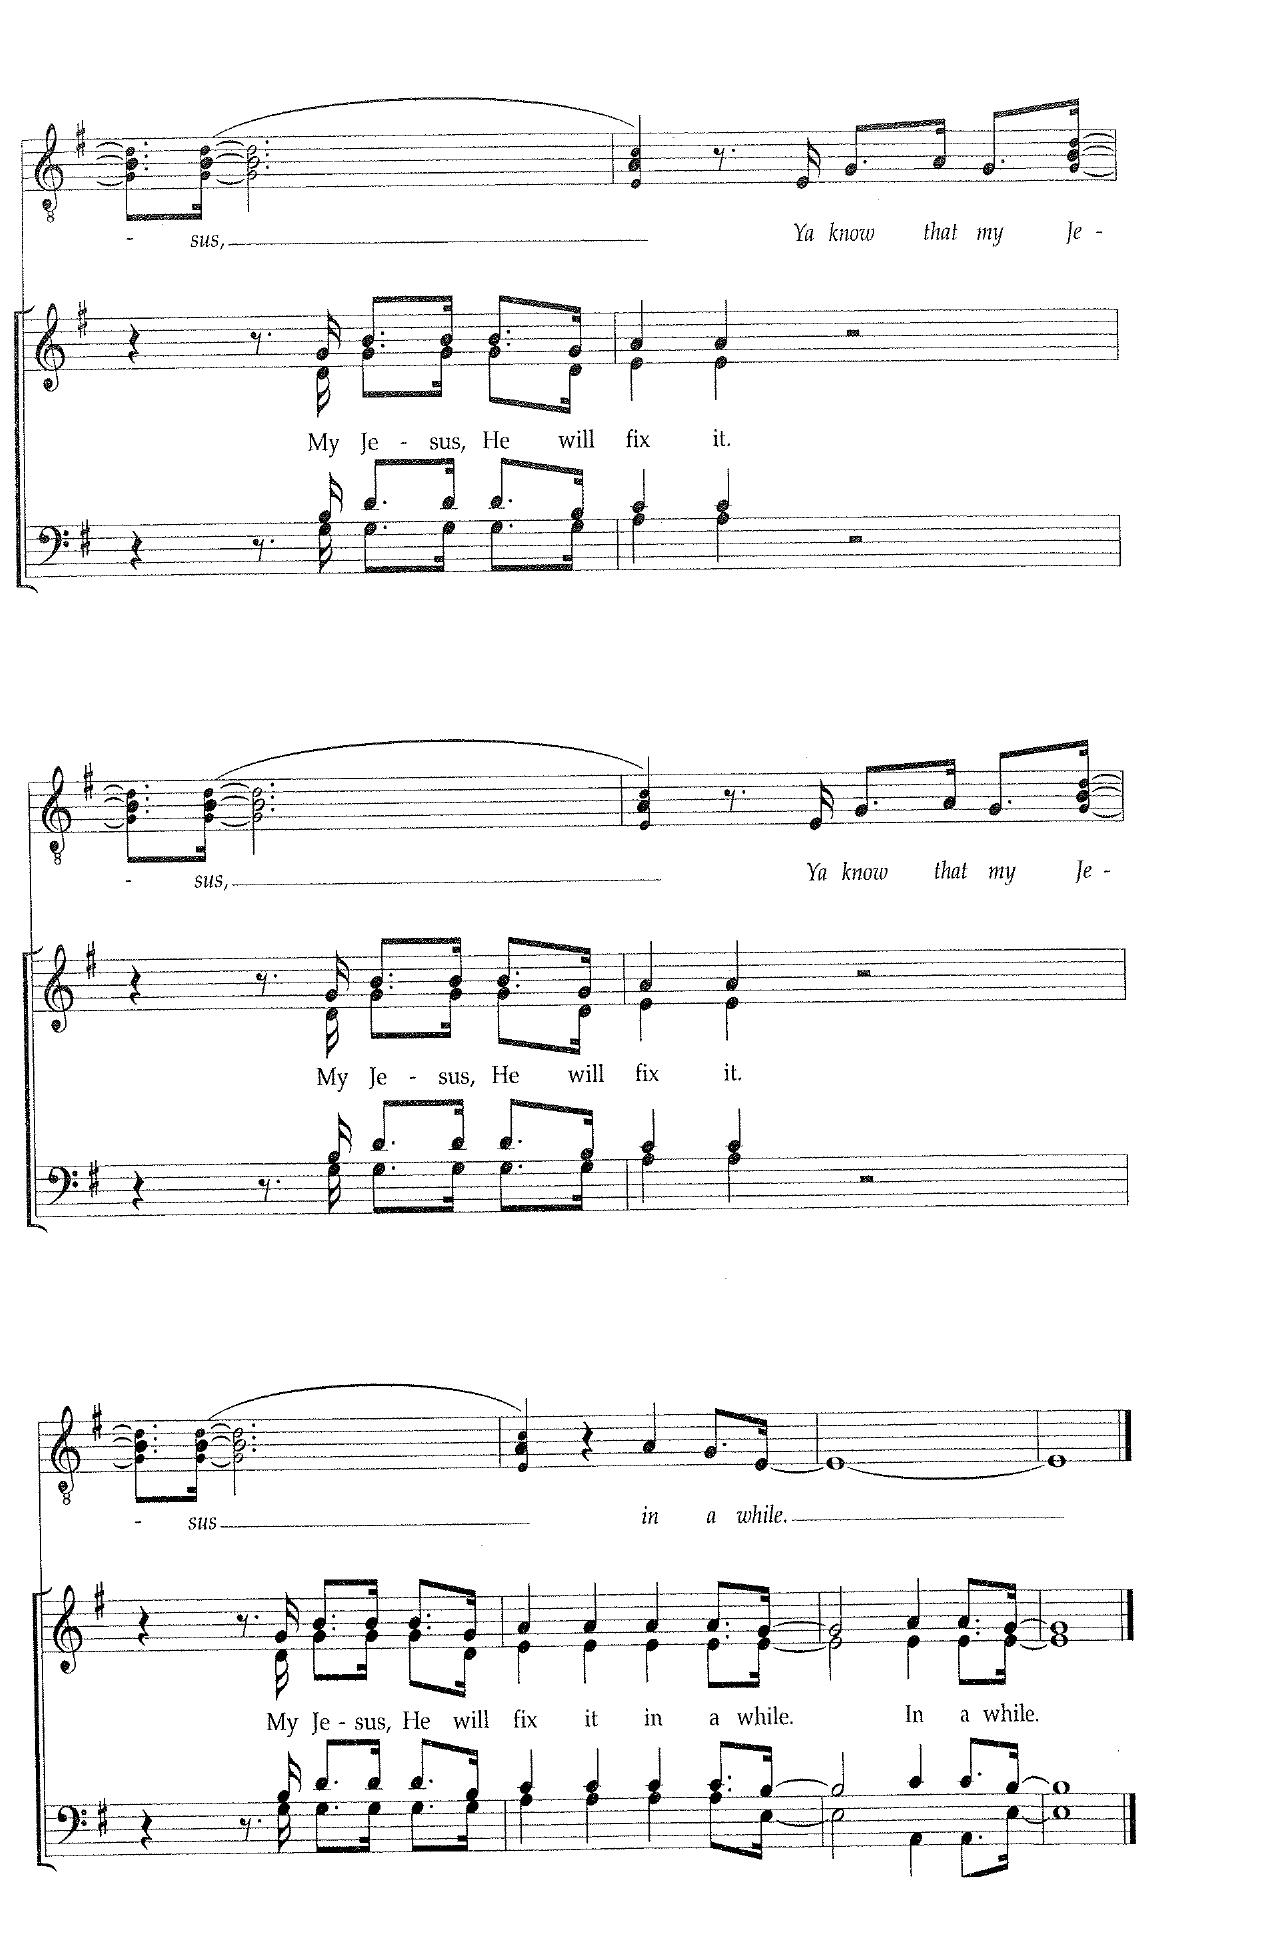 - sus, Ya know that my Je -
My Je - sus, He will fix it.
- sus, Ya know that my Je -
My Je - sus, He will fix it.
- sus in a while.
My Je - sus, He will fix it in a while. In a while.